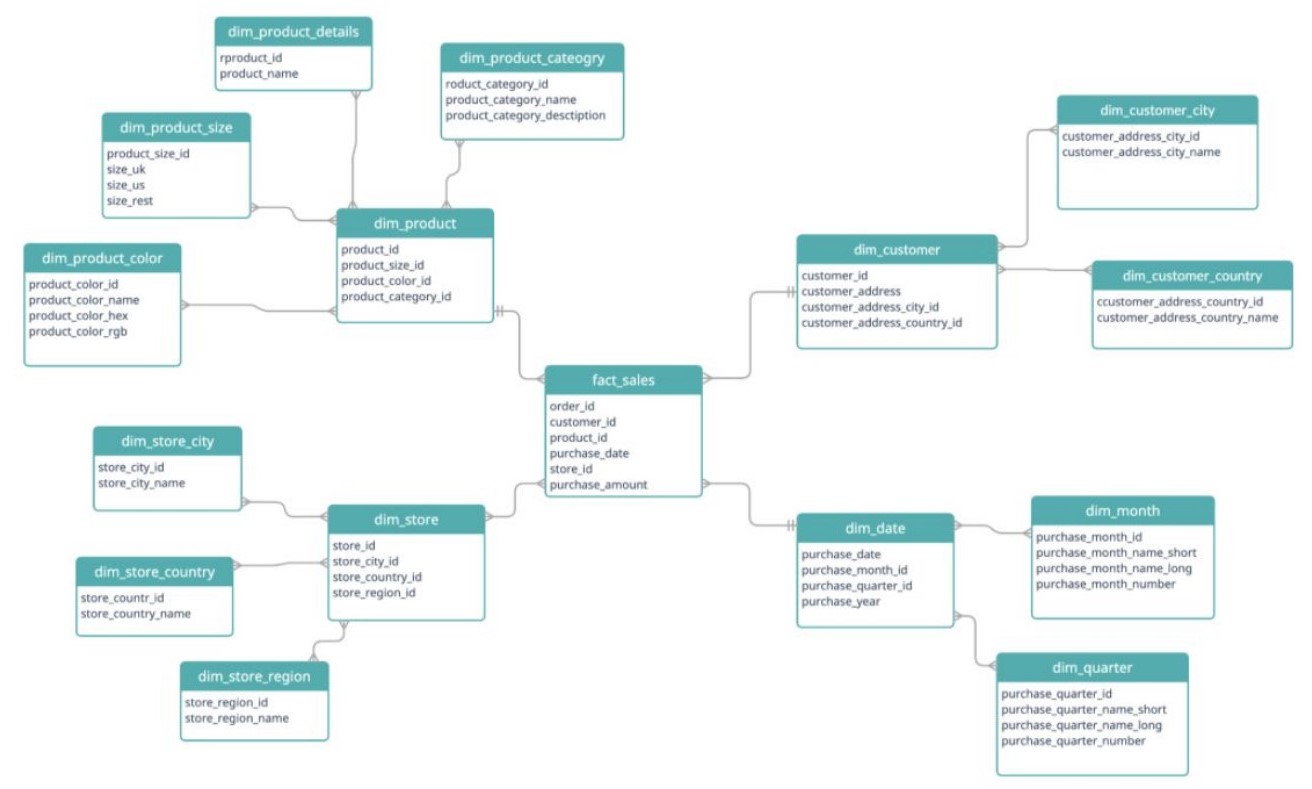 dim_product_details
rproduct_id
product_name
dim_product_cateogry
roduct_category_id
product_category_name
product_category_desctiption
dim_product_size
product_size_id
size_uk
size_us
size_rest
dim_product
product_id
product_size_id
product_color_id
product_category_id
dim_product_color
product_color_id
product_color_name
product_color_hex
product_color_rgb
dim_customer_city
customer_address_city_id
customer_address_city_name
dim_customer
customer_id
customer_address
customer_address_city_id
customer_address_country_id
dim_customer_country
ccustomer_address_country_id
customer_address_country_name
fact_sales
order_id
customer_id
product_id
purchase_date
store_id
purchase_amount
dim_store_city
store_city_id
store_city_name
dim_store
store_id
store_city_id
store_country_id
store_region_id
dim_store_country
store_countr_id
store_country_name
dim_store_region
store_region_id
store_region_name
dim_date
purchase_date
purchase_month_id
purchase_quarter_id
purchase_year
dim_month
purchase_month_id
purchase_month_name_short
purchase_month_name_long
purchase_month_number
dim_quarter
purchase_quarter_id
purchase_quarter_name_short
purchase_quarter_name_long
purchase_quarter_number